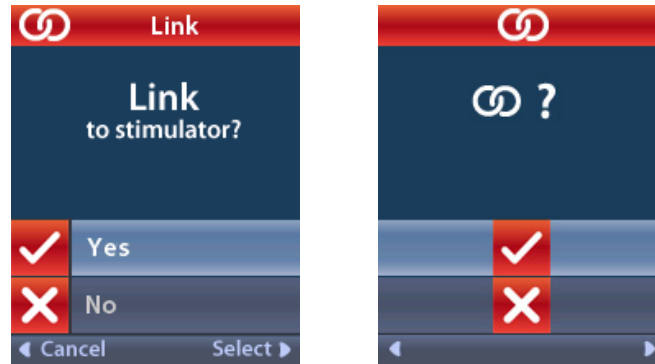 Link
Link
to stimulator?
Yes
No
Cancel Select
?